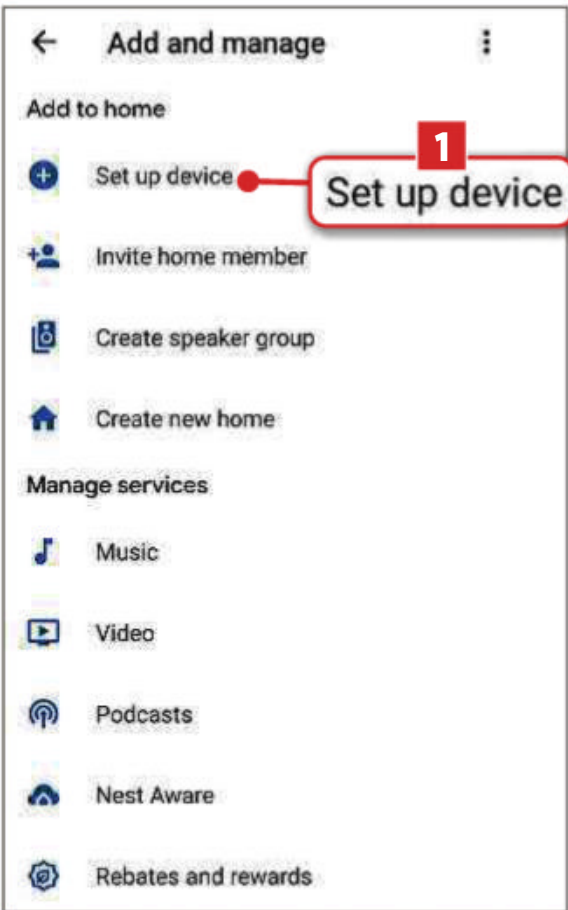 Add and manage
Add to home
1
Set up device
Set up device
Invite home member
Create speaker group
Create new home
Manage services
Music
Video
Podcasts
Nest Aware
Rebates and rewards